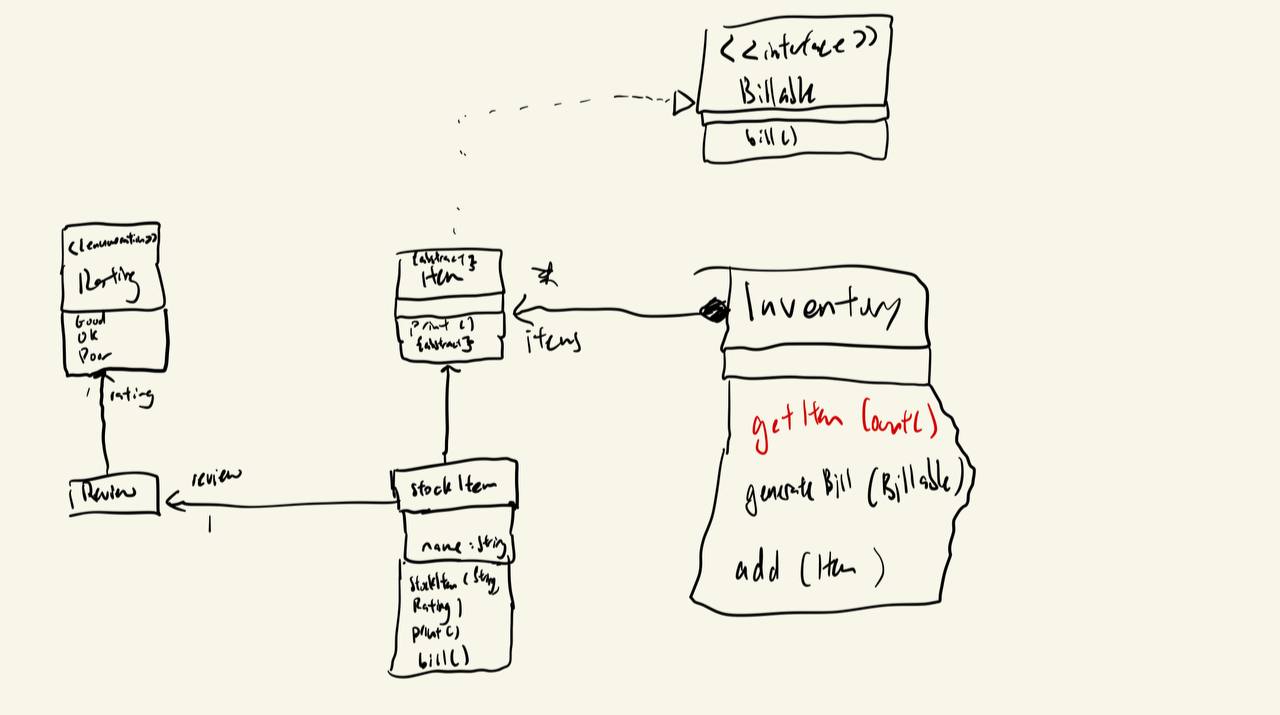 <<interface>>
Billable
bill()
<<enumeration>>
Rating
Good
OK
Poor
1 rating
Review
review
1
{abstract}
Item
print()
{abstract}
*
items
Inventory
getItem
generateBill (Billable)
add (Item)
StockItem
name : String
StockItem (String
Rating)
print()
bill()